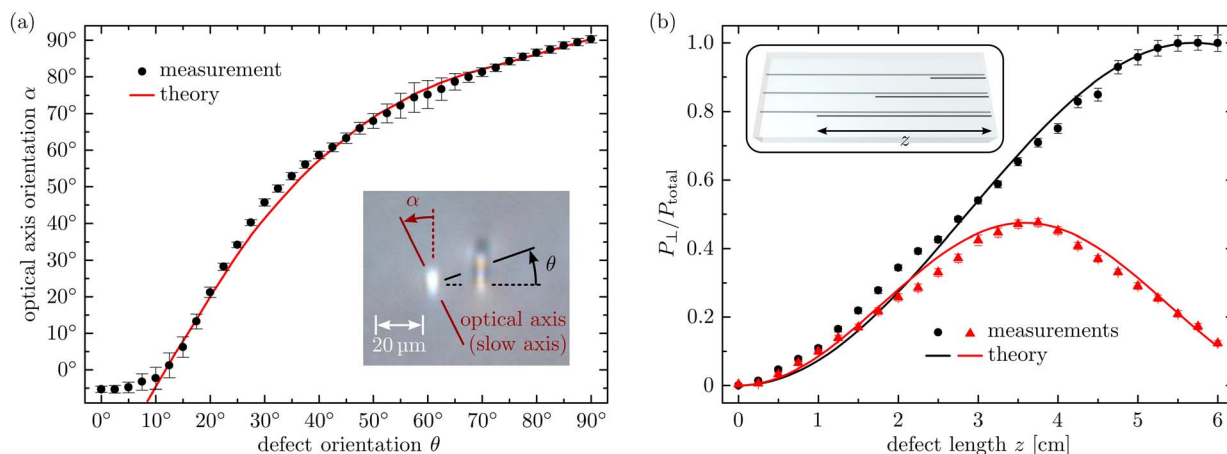 (a)
90°
80°
70°
60°
50°
40°
30°
20°
10°
0°
optical axis orientation α
measurement
theory
α
θ
20 μm
optical axis
(slow axis)
0° 10° 20° 30° 40° 50° 60° 70° 80° 90°
defect orientation θ
(b)
1.0
0.8
0.6
0.4
0.2
0
P⊥/Ptotal
z
measurements
theory
0 1 2 3 4 5 6
defect length z [cm]